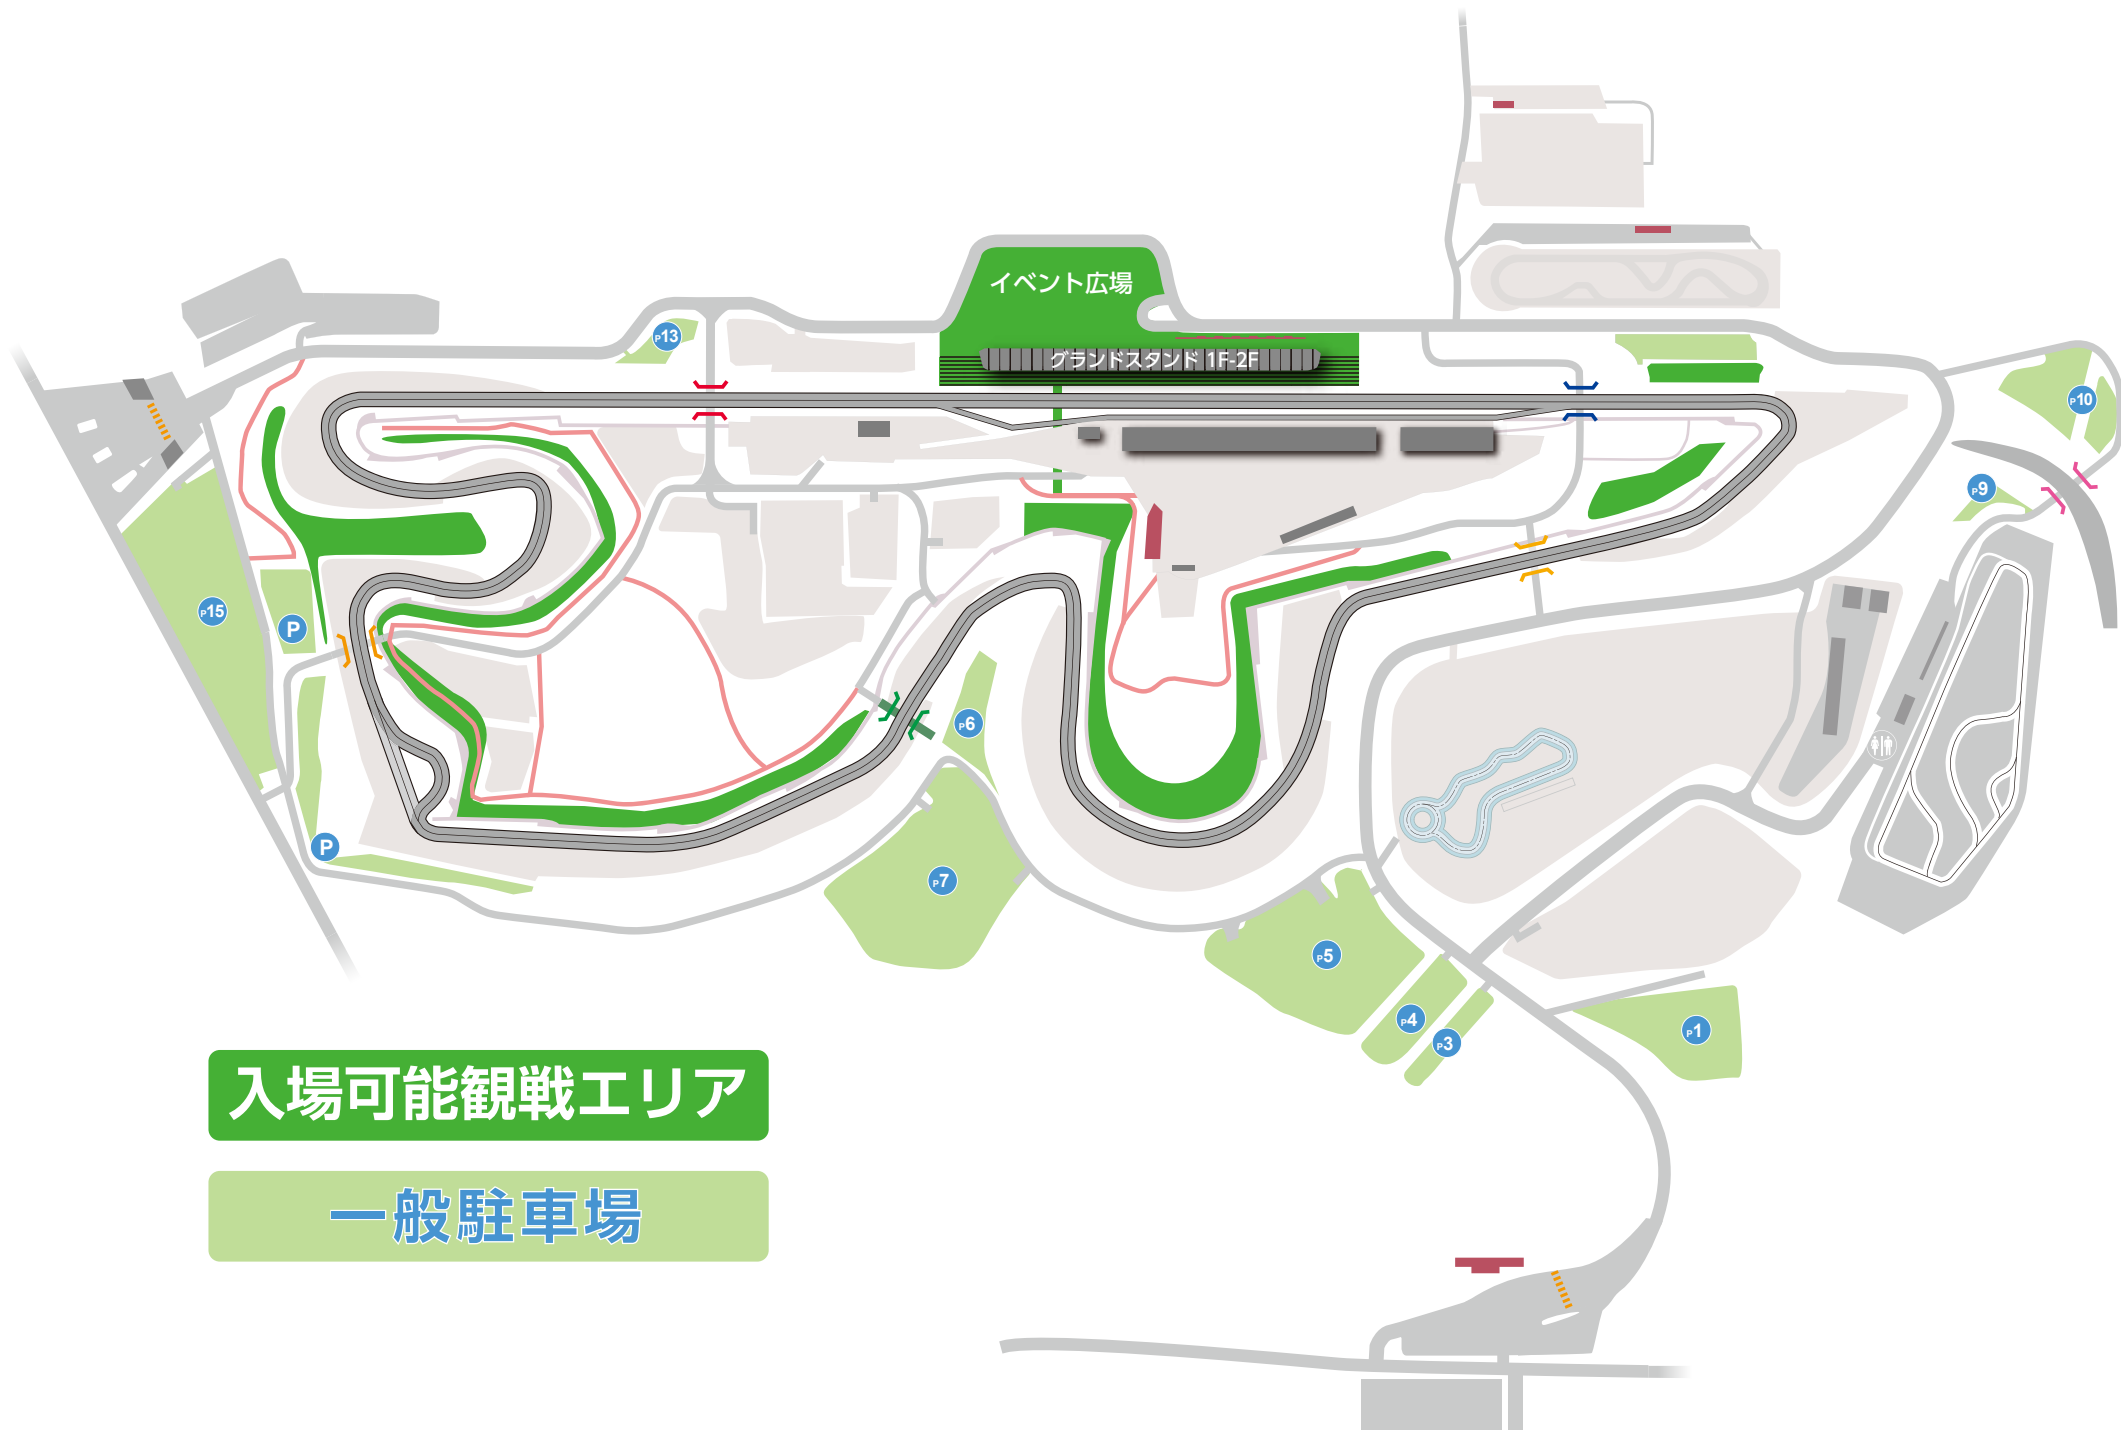 イベント広場
P13
グランドスタンド 1F-2F
P10
P9
P15
P
P6
P
P7
P5
P4
P3
P1
入場可能観戦エリア
一般駐車場